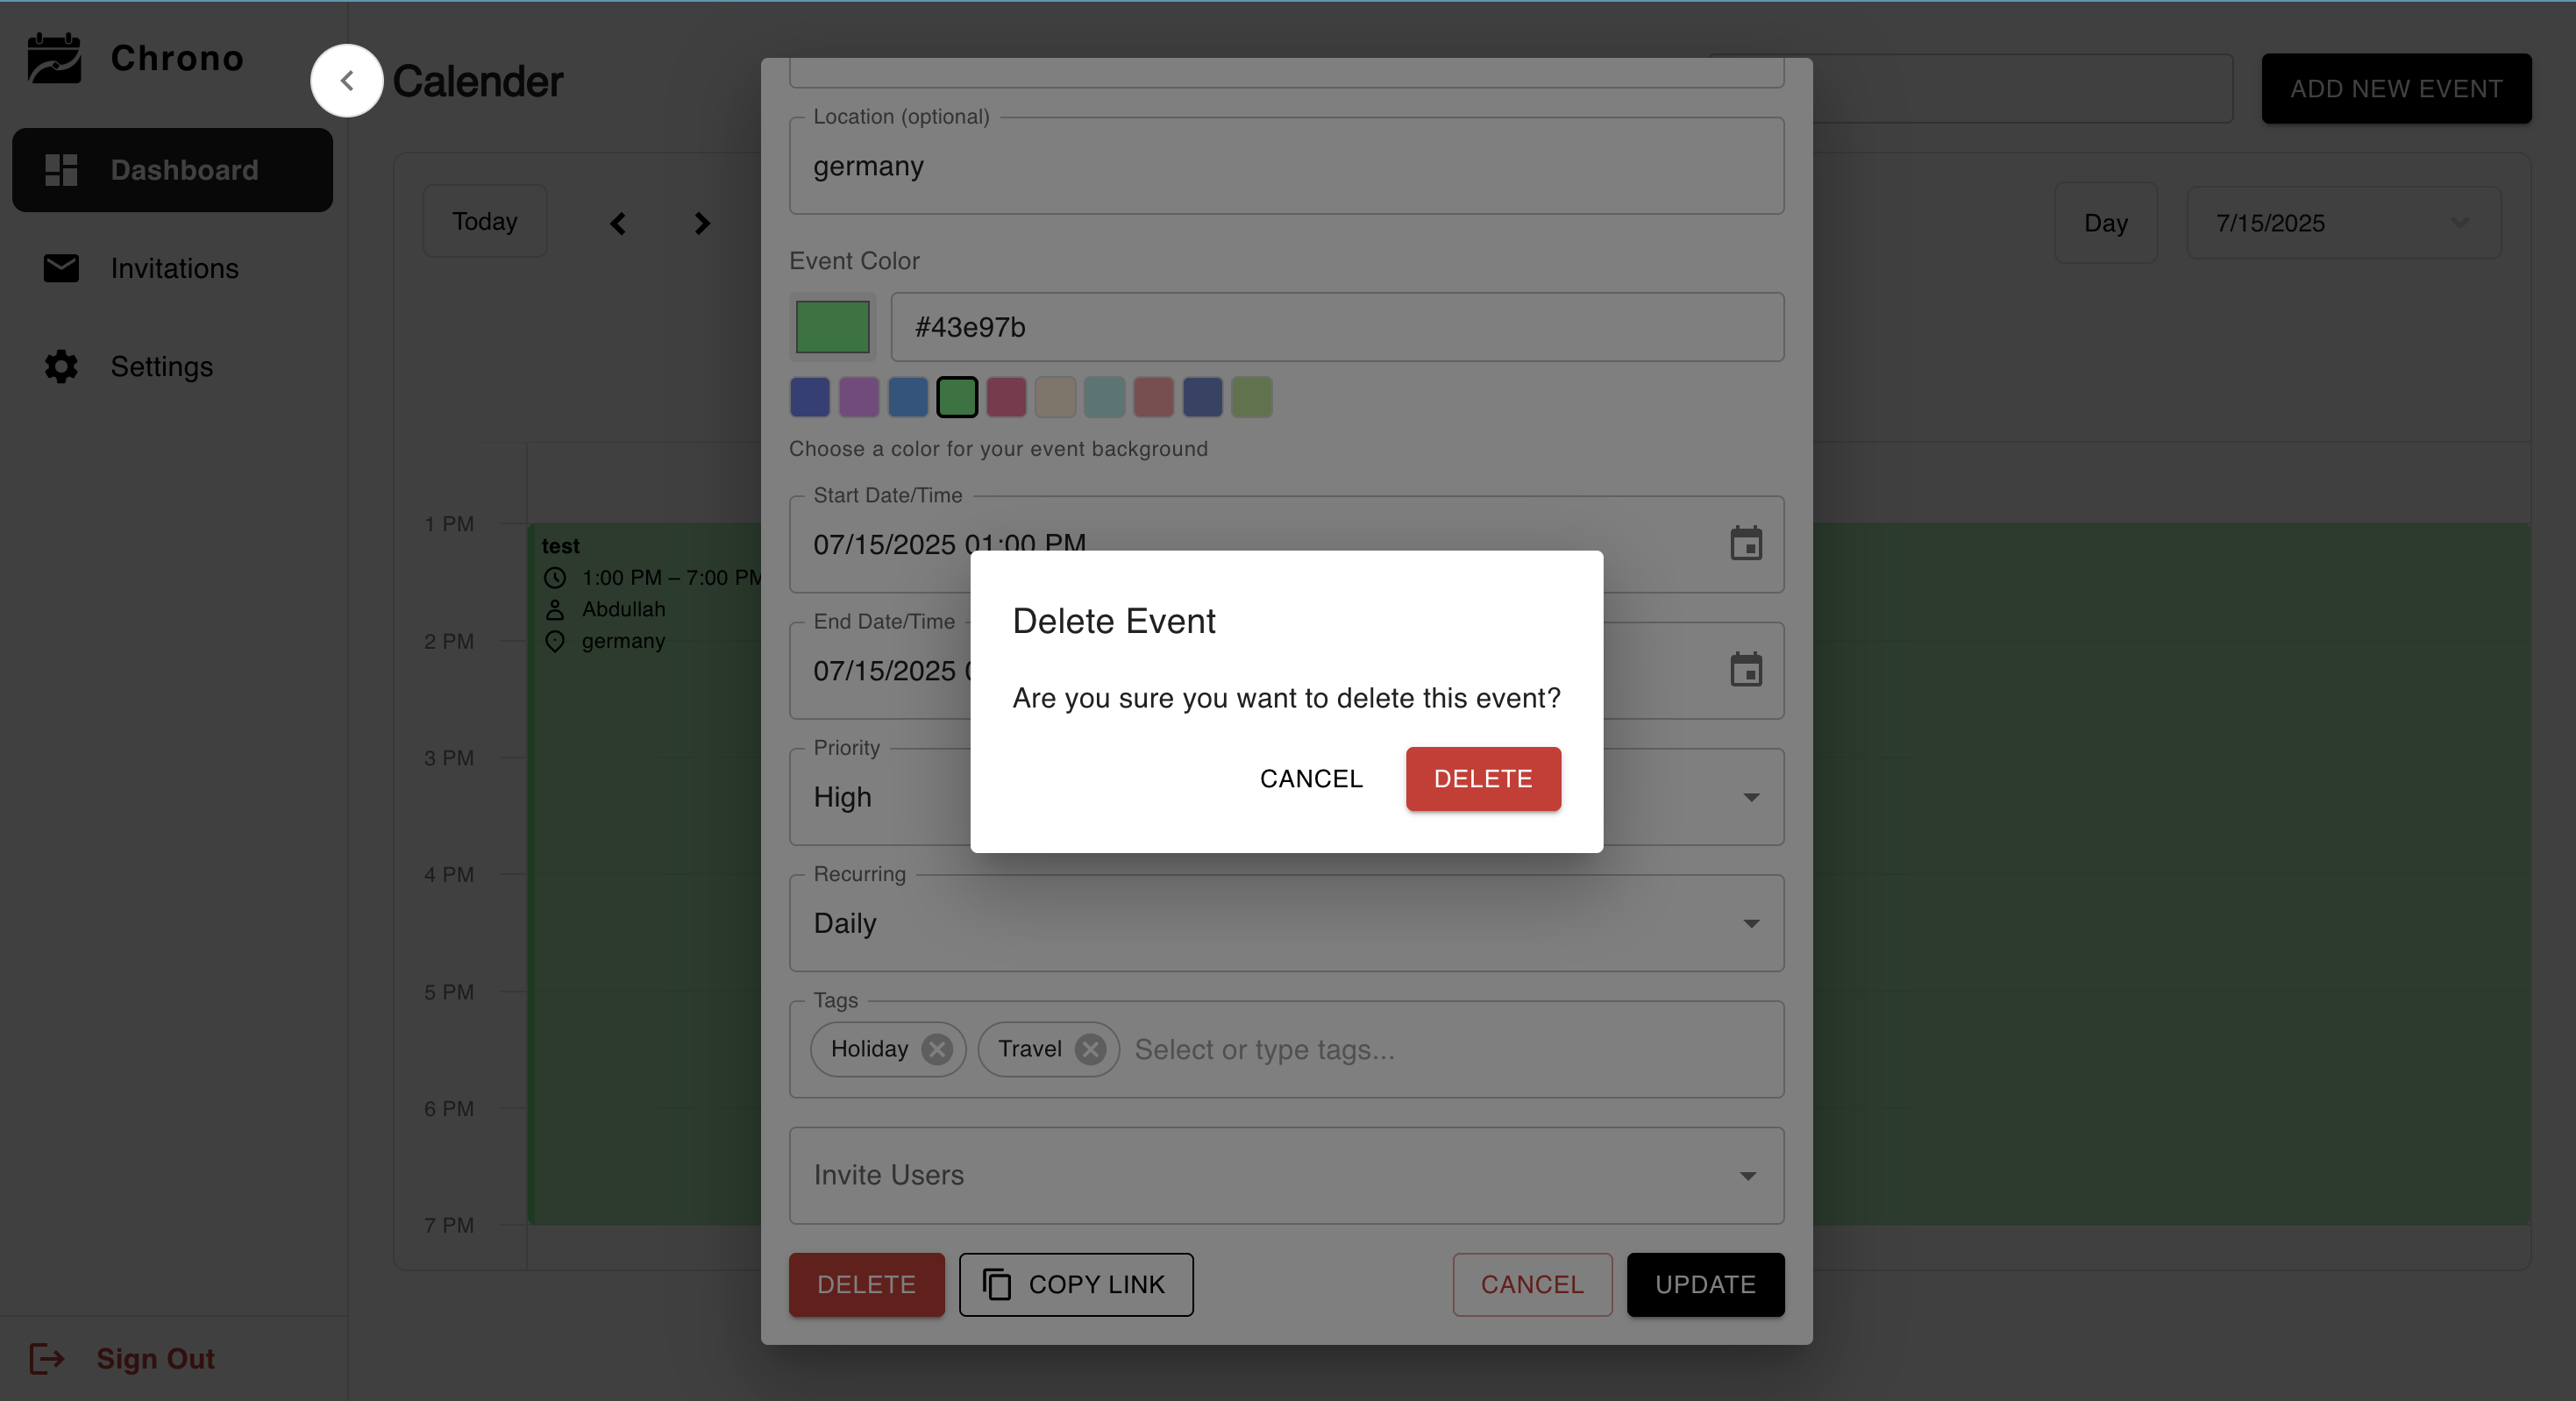 Chrono
Dashboard
Invitations
Settings
Sign Out
Calender
ADD NEW EVENT
Today
Day
7/15/2025
1 PM
2 PM
3 PM
4 PM
5 PM
6 PM
7 PM
test
1:00 PM – 7:00 PM
Abdullah
germany
Location (optional)
germany
Event Color
#43e97b
Choose a color for your event background
Start Date/Time
07/15/2025 01:00 PM
End Date/Time
07/15/2025
Priority
High
Recurring
Daily
Tags
Holiday
Travel
Select or type tags...
Invite Users
DELETE
COPY LINK
CANCEL
UPDATE
Delete Event
Are you sure you want to delete this event?
CANCEL
DELETE